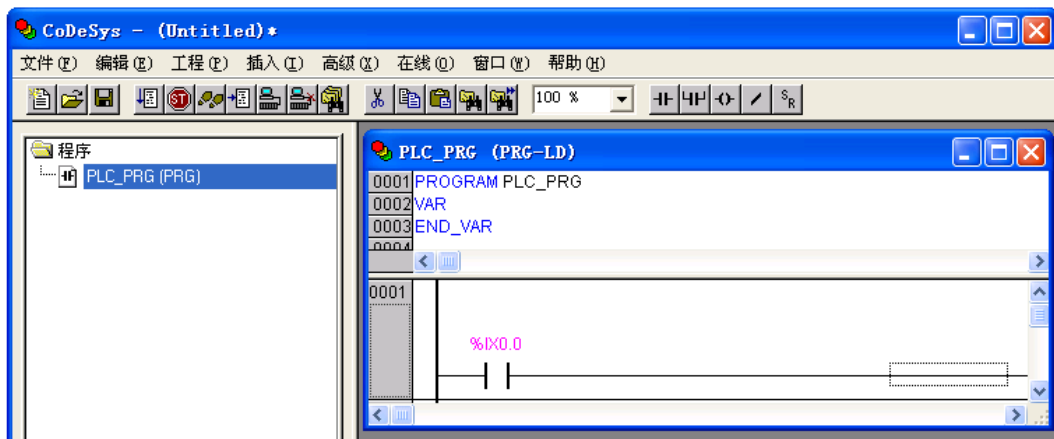 CoDeSys - (Untitled)*
文件(F) 编辑(E) 工程(P) 插入(I) 高级(X) 在线(O) 窗口(W) 帮助(H)
100 %
S
R
程序
PLC_PRG (PRG)
PLC_PRG (PRG-LD)
0001 PROGRAM PLC_PRG
0002 VAR
0003 END_VAR
0004
0001
%IX0.0